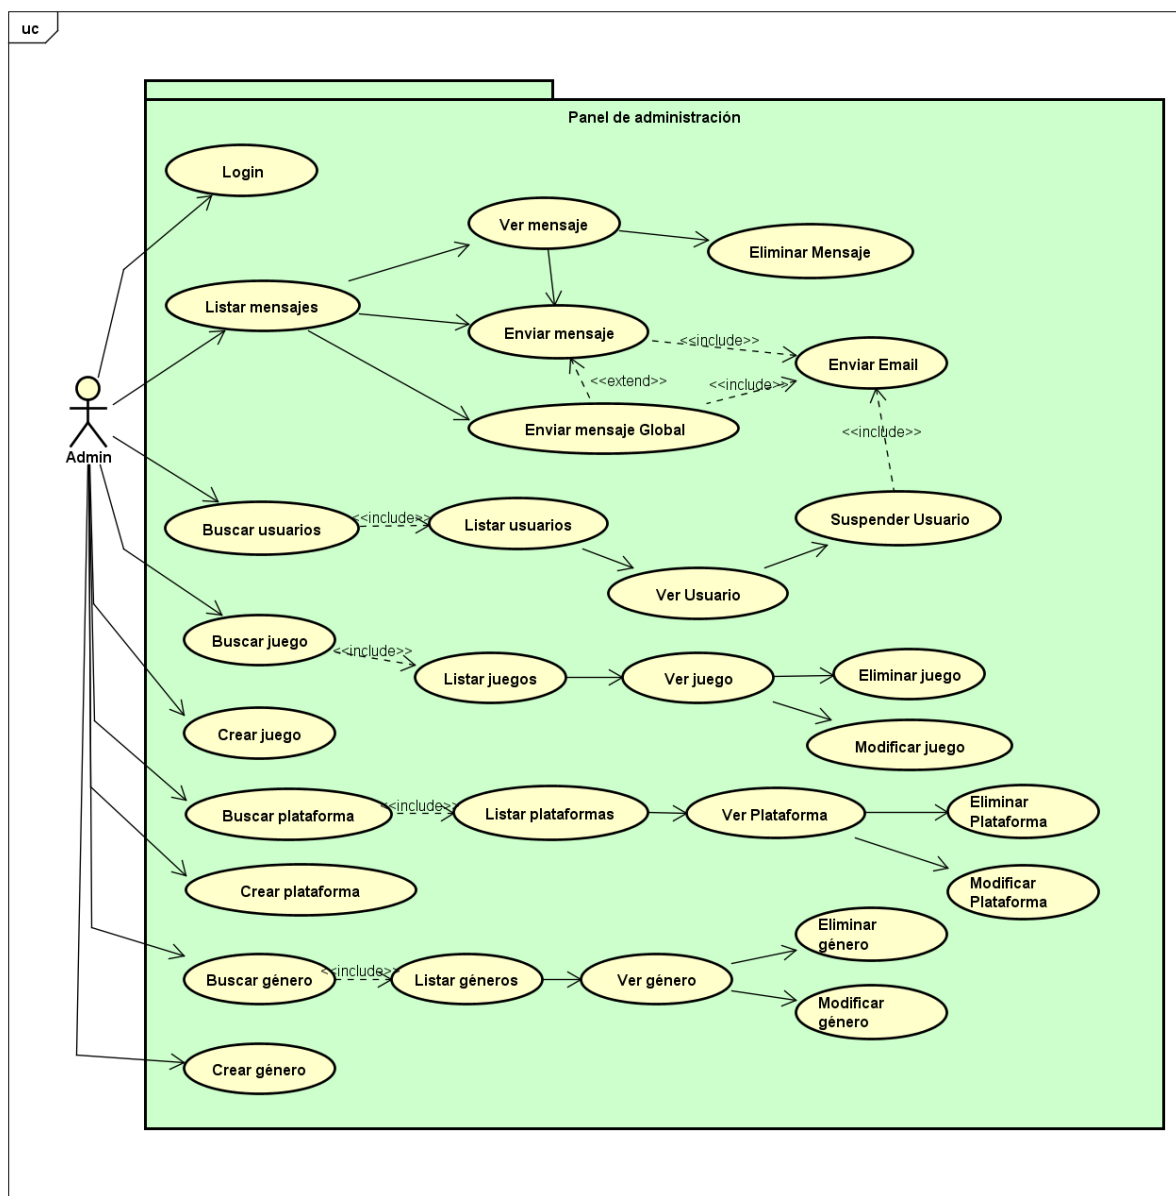 uc
Panel de administración
Login
Ver mensaje
Eliminar Mensaje
Listar mensajes
Enviar mensaje
<<include>>
Enviar Email
<<extend>>
<<include>>
Enviar mensaje Global
<<include>>
Admin
Buscar usuarios
<<include>>
Listar usuarios
Suspender Usuario
Ver Usuario
Buscar juego
<<include>>
Listar juegos
Ver juego
Eliminar juego
Modificar juego
Crear juego
Buscar plataforma
<<include>>
Listar plataformas
Ver Plataforma
Eliminar
Plataforma
Modificar
Plataforma
Crear plataforma
Eliminar
género
Buscar género
<<include>>
Listar géneros
Ver género
Modificar
género
Crear género